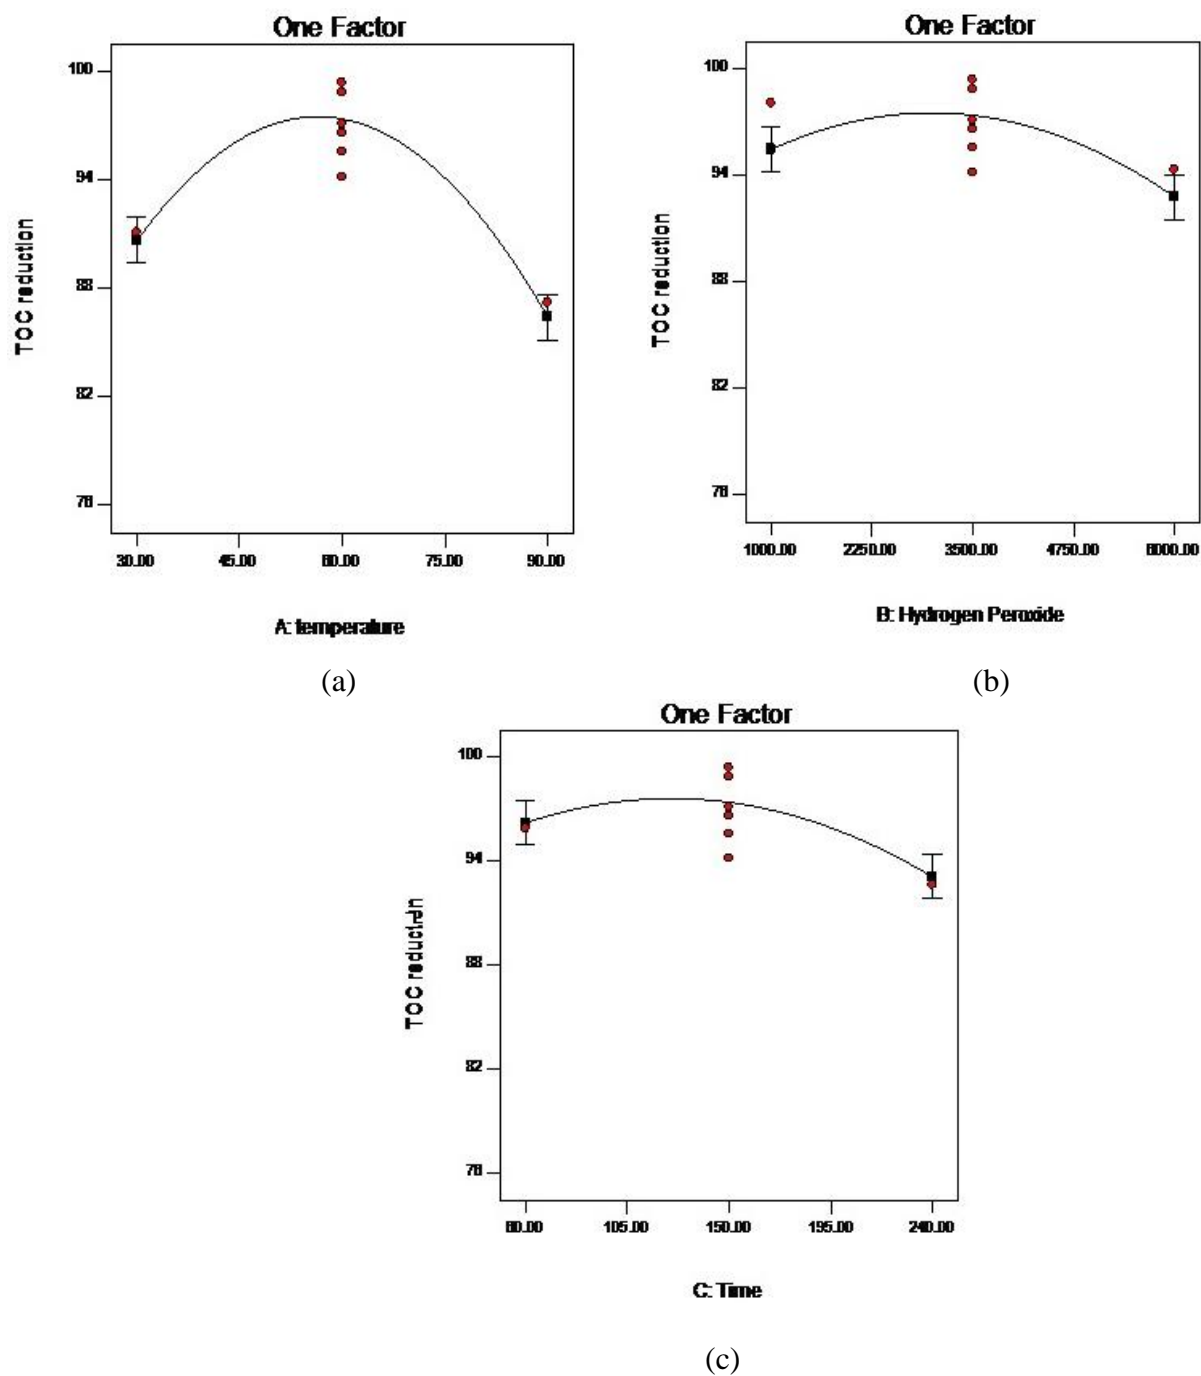 One Factor
100
94
88
82
76
TOC reduction
30.00 45.00 60.00 75.00 90.00
A: temperature
(a)
One Factor
100
94
88
82
76
TOC reduction
1000.00 2250.00 3500.00 4750.00 6000.00
B: Hydrogen Peroxide
(b)
One Factor
100
94
88
82
76
TOC reduction
60.00 105.00 150.00 195.00 240.00
C: Time
(c)